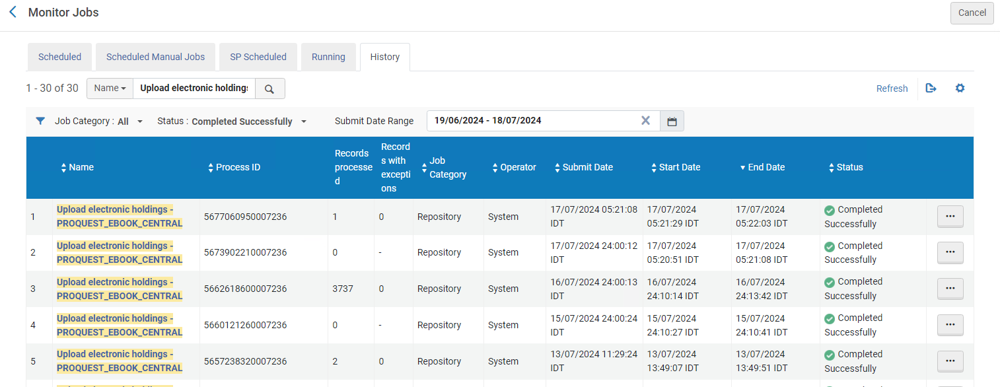 Monitor Jobs
Cancel
Scheduled
Scheduled Manual Jobs
SP Scheduled
Running
History
1 - 30 of 30
Name
Upload electronic holdings
Refresh
Job Category : All
Status : Completed Successfully
Submit Date Range
19/06/2024 - 18/07/2024
Name
Process ID
Records
processe
d
Record
s with
excepti
ons
Job
Category
Operator
Submit Date
Start Date
End Date
Status
1
Upload electronic holdings -
PROQUEST_EBOOK_CENTRAL
5677060950007236
1
0
Repository
System
17/07/2024 05:21:08
IDT
17/07/2024
05:21:29 IDT
17/07/2024
05:22:03 IDT
Completed
Successfully
2
Upload electronic holdings -
PROQUEST_EBOOK_CENTRAL
5673902210007236
0
-
Repository
System
17/07/2024 24:00:12
IDT
17/07/2024
05:20:51 IDT
17/07/2024
05:21:08 IDT
Completed
Successfully
3
Upload electronic holdings -
PROQUEST_EBOOK_CENTRAL
5662618600007236
3737
0
Repository
System
16/07/2024 24:00:13
IDT
16/07/2024
24:10:14 IDT
16/07/2024
24:13:42 IDT
Completed
Successfully
4
Upload electronic holdings -
PROQUEST_EBOOK_CENTRAL
5660121260007236
0
-
Repository
System
15/07/2024 24:00:24
IDT
15/07/2024
24:10:27 IDT
15/07/2024
24:10:41 IDT
Completed
Successfully
5
Upload electronic holdings -
PROQUEST_EBOOK_CENTRAL
5657238320007236
2
0
Repository
System
13/07/2024 11:29:24
IDT
13/07/2024
13:49:07 IDT
13/07/2024
13:49:51 IDT
Completed
Successfully